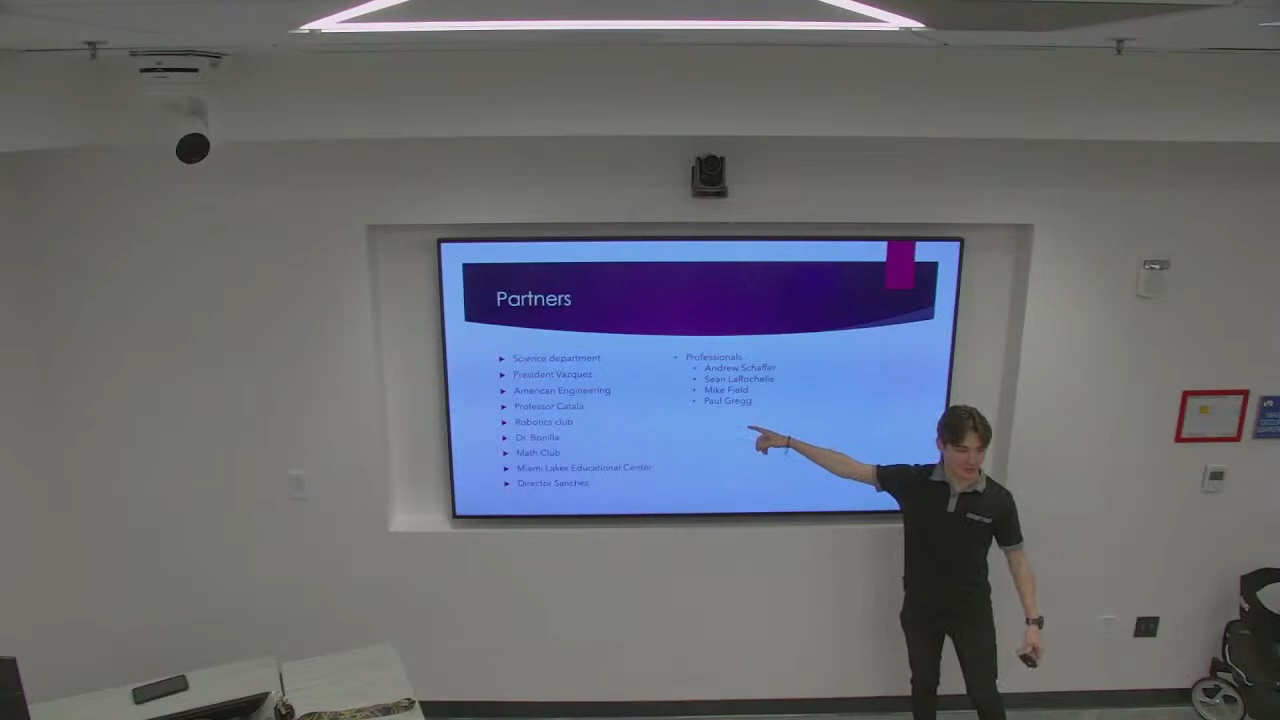 Partners
Science department
President Vazquez
American Engineering
Professor Catala
Robotics club
Dr. Bonilla
Math Club
Miami Lakes Educational Center
Director Sanchez
Professionals
Andrew Schaffer
Sean LaRochelle
Mike Field
Paul Gregg